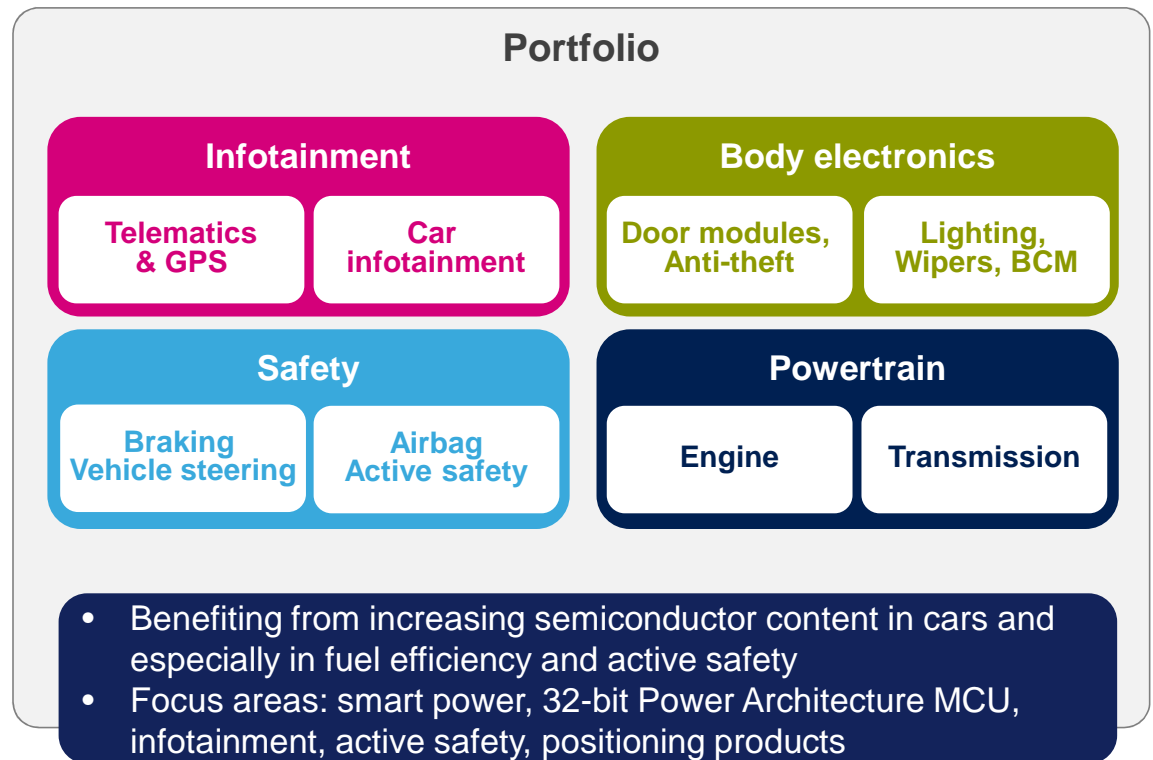 Portfolio
Infotainment
Telematics
& GPS
Car
infotainment
Body electronics
Door modules,
Anti-theft
Lighting,
Wipers, BCM
Safety
Braking
Vehicle steering
Airbag
Active safety
Powertrain
Engine
Transmission
• Benefiting from increasing semiconductor content in cars and
especially in fuel efficiency and active safety
• Focus areas: smart power, 32-bit Power Architecture MCU,
infotainment, active safety, positioning products